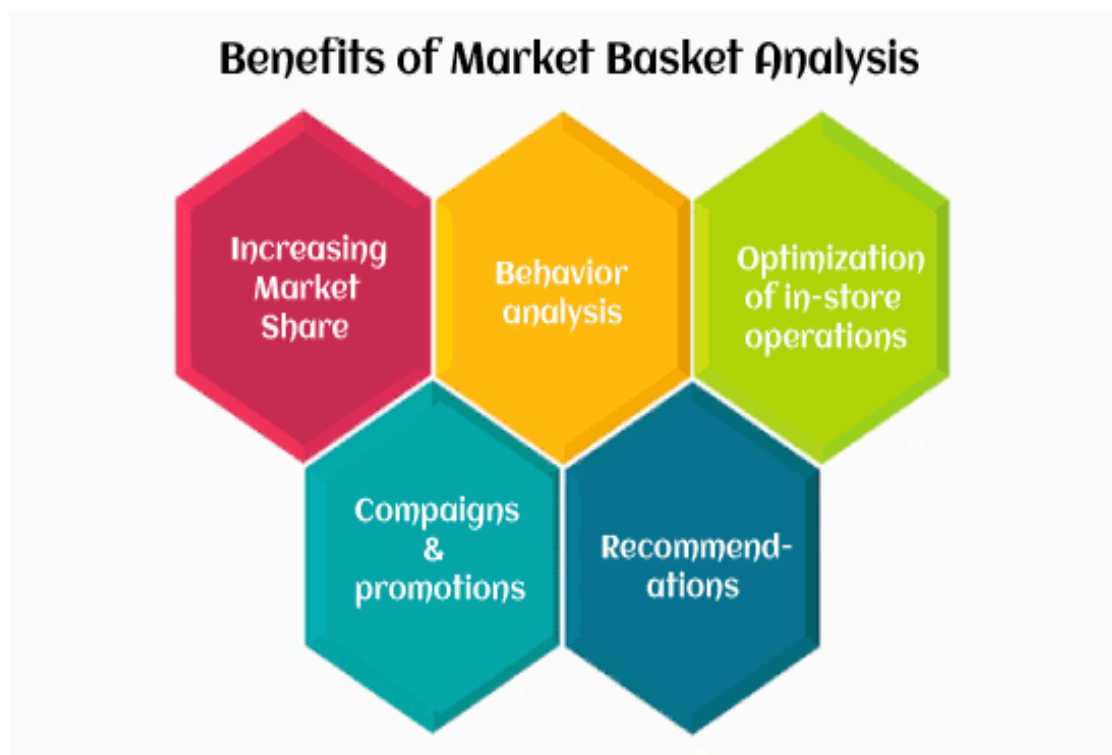 Benefits of Market Basket Analysis
Increasing
Market
Share
Behavior
analysis
Optimization
of in-store
operations
Compaigns
&
promotions
Recommend-
ations